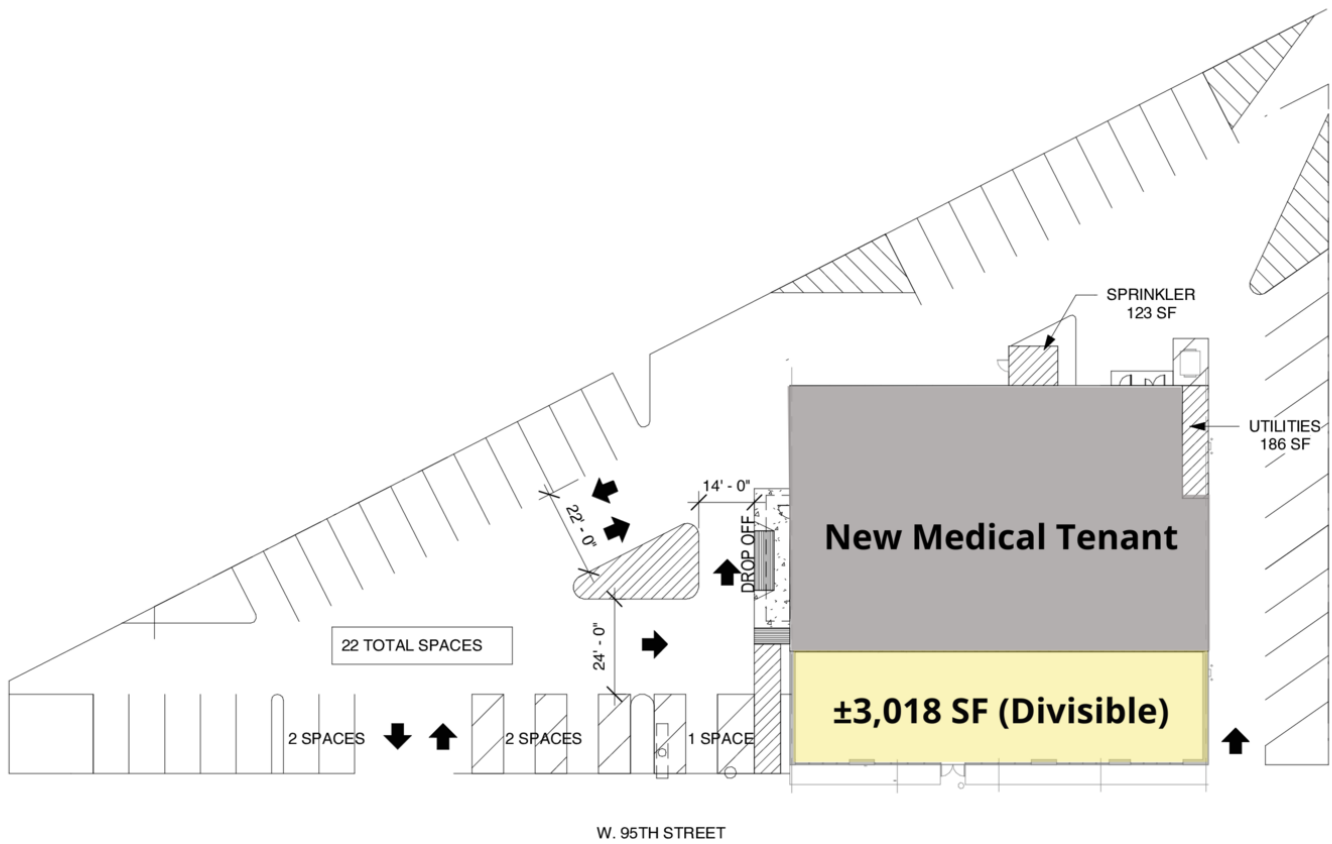 SPRINKLER
123 SF
UTILITIES
186 SF
14' - 0"
22' - 0"
DROP OFF
New Medical Tenant
24' - 0"
22 TOTAL SPACES
±3,018 SF (Divisible)
2 SPACES
2 SPACES
1 SPACE
W. 95TH STREET